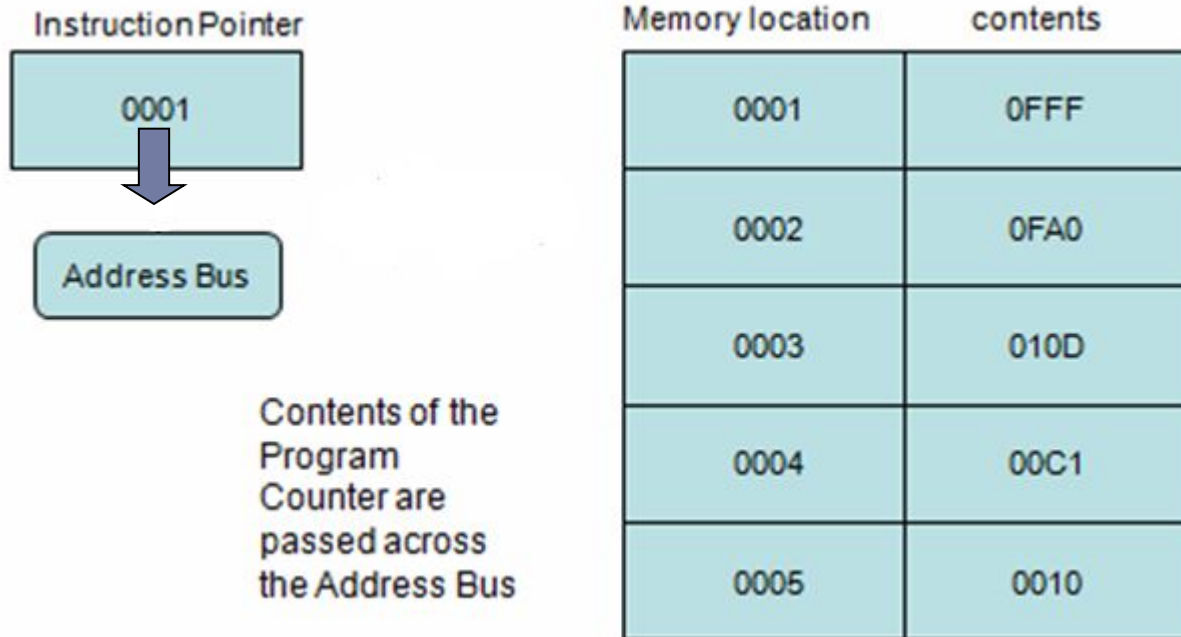 Instruction Pointer
0001
Address Bus
Contents of the
Program
Counter are
passed across
the Address Bus
Memory location contents
0001 0FFF
0002 0FA0
0003 010D
0004 00C1
0005 0010